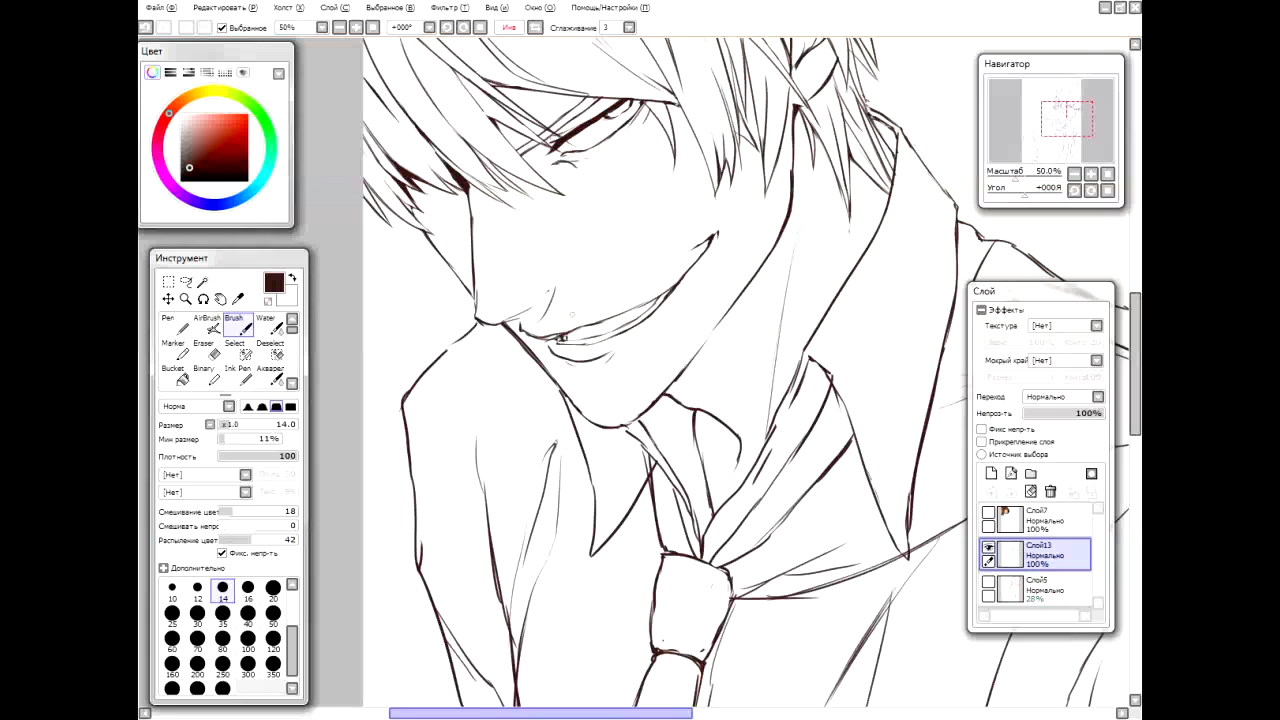 Файл (Ф) Редактировать (P) Холст (X) Слой (С) Выбранное (В) Фильтр (Т) Вид (и) Окно (О) Помощь/Настройки (П)
Выбранное 50% +000° Инв Сглаживание 3
Цвет
Навигатор
Масштаб 50.0%
Угол +000Я
Инструмент
Pen AirBrush Brush Water
Marker Eraser Select Deselect
Bucket Binary Ink Pen Аквареr
Норма
Размер x1.0 14.0
Мин размер 11%
Плотность 100
[Нет]
[Нет]
Смешивание цвет 18
Смешивать непрс 0
Распыление цвет 42
Фикс. непр-ть
Дополнительно
10 12 14 16 20
25 30 35 40 50
60 70 80 100 120
160 200 250 300 350
Слой
Эффекты
Текстура [Нет]
Мокрый край [Нет]
Переход Нормально
Непроз-ть 100%
Фикс непр-ть
Прикрепление слоя
Источник выбора
Слой7
Нормально
100%
Слой13
Нормально
100%
Слой5
Нормально
28%